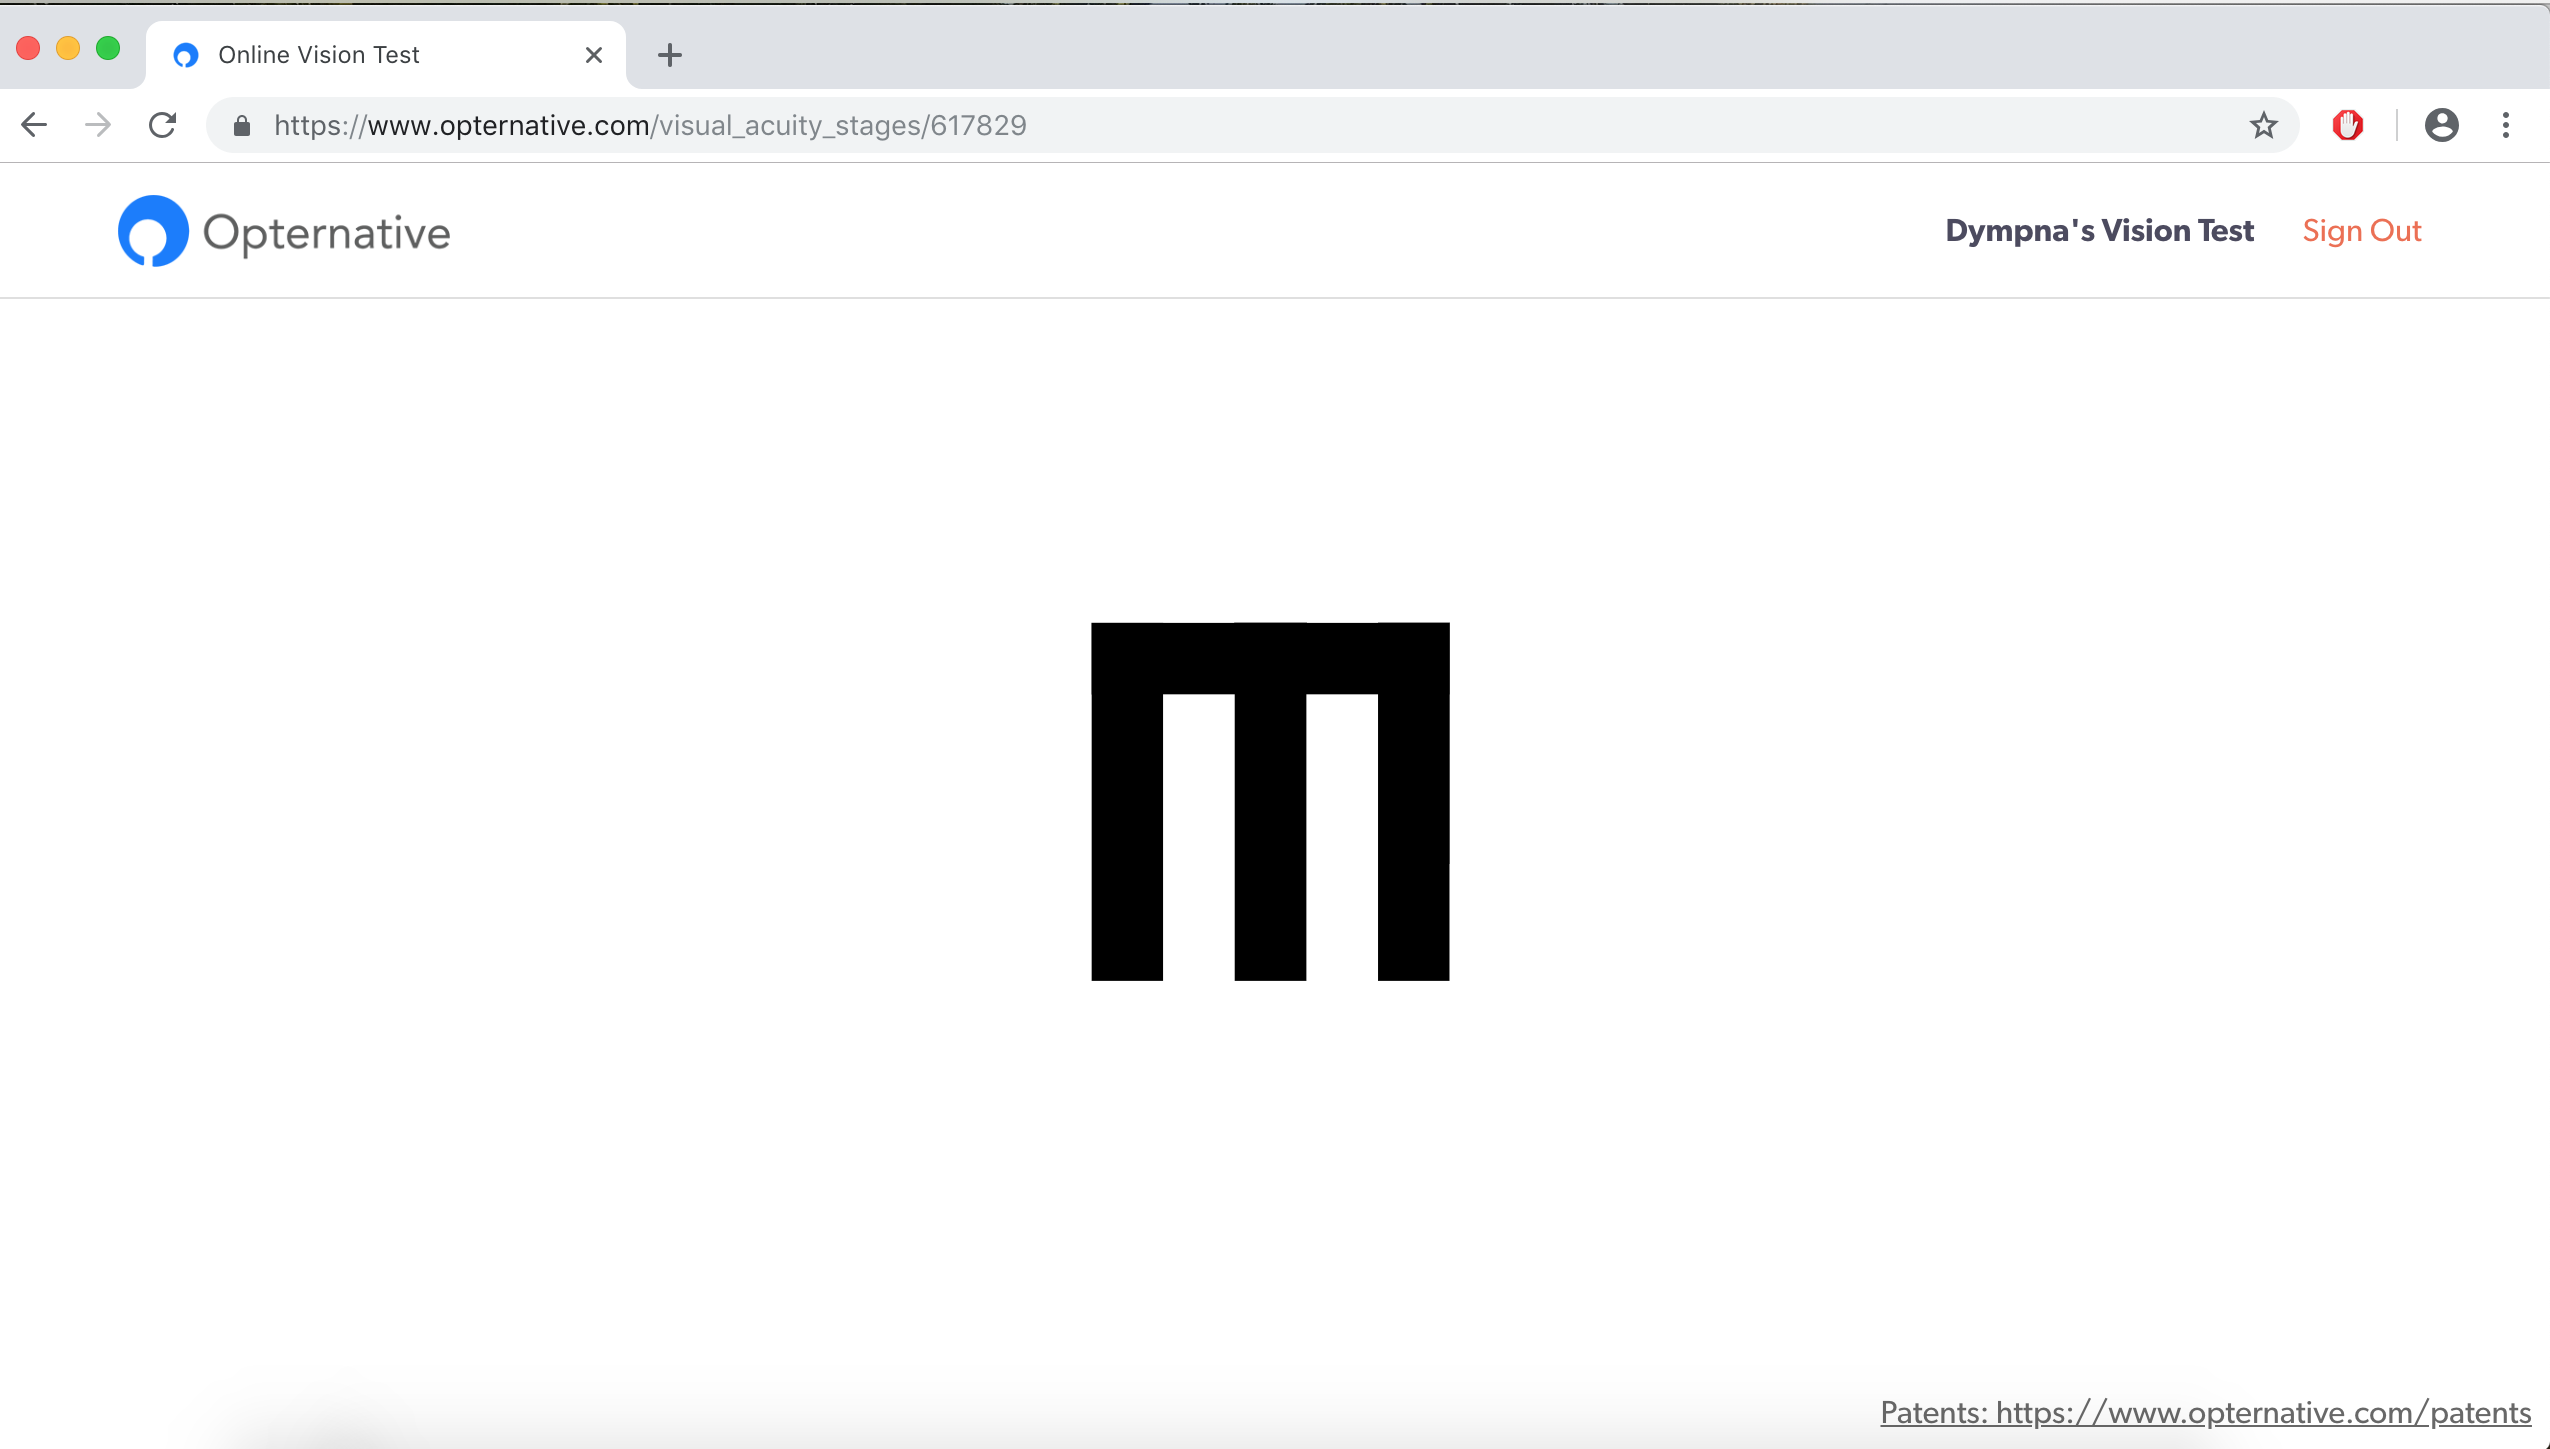 Online Vision Test
https://www.opternative.com/visual_acuity_stages/617829
Opternative
Dympna's Vision Test
Sign Out
Patents: https://www.opternative.com/patents